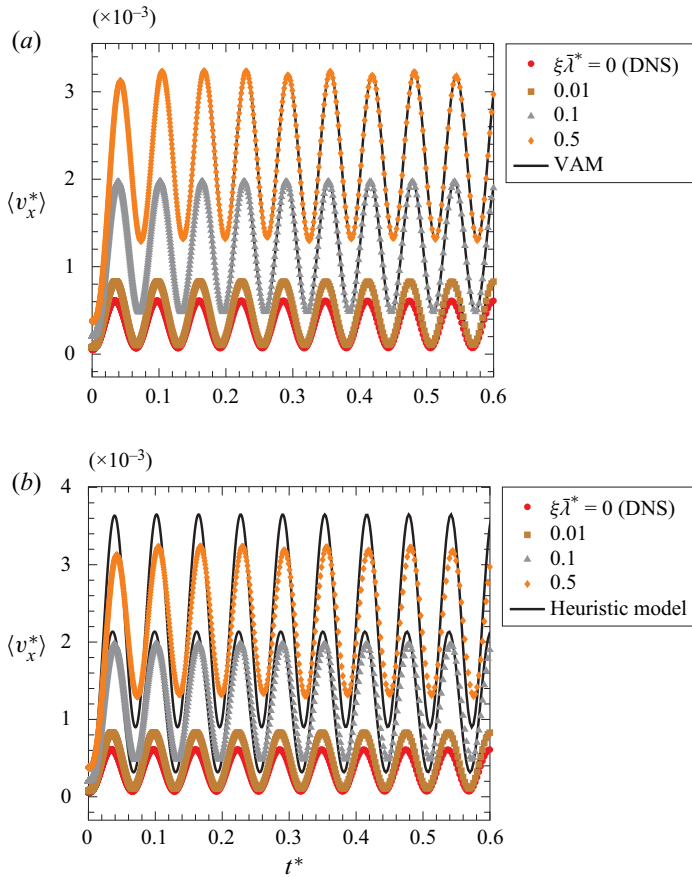 (×10⁻³)
(a)
3
2
1
0
⟨v*ₓ⟩
0 0.1 0.2 0.3 0.4 0.5 0.6
ξλ̄* = 0 (DNS)
0.01
0.1
0.5
VAM
(×10⁻³)
(b)
4
3
2
1
0
⟨v*ₓ⟩
0 0.1 0.2 0.3 0.4 0.5 0.6
t*
ξλ̄* = 0 (DNS)
0.01
0.1
0.5
Heuristic model